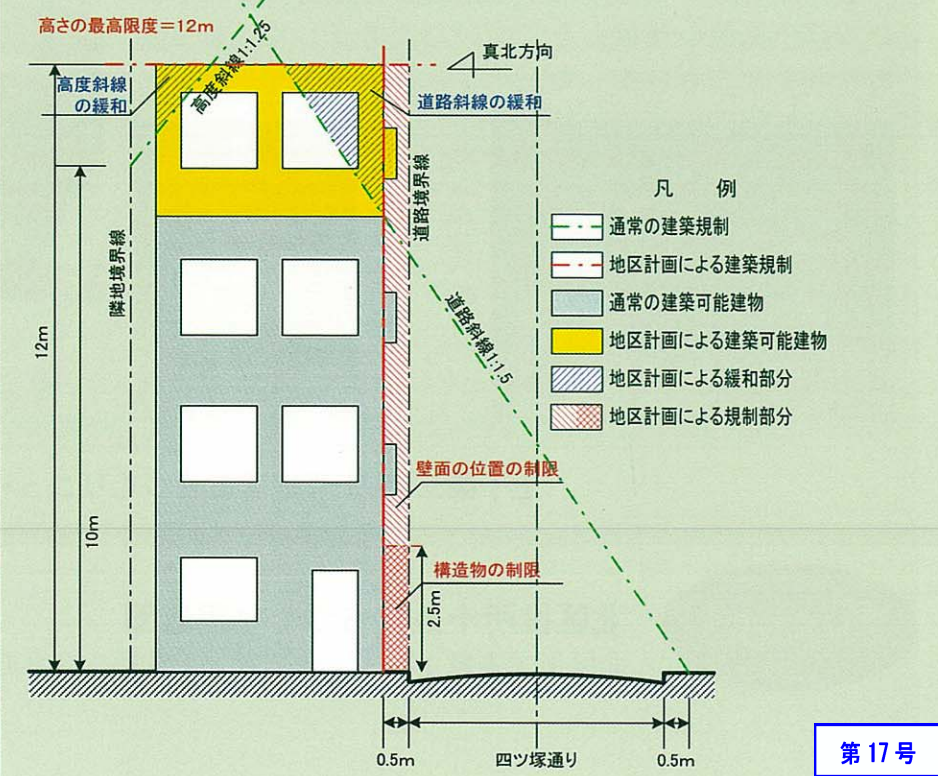 高さの最高限度=12m
高度斜線1:1.25
真北方向
高度斜線
の緩和
道路斜線の緩和
道路境界線
隣地境界線
12m
10m
凡 例
通常の建築規制
地区計画による建築規制
通常の建築可能建物
地区計画による建築可能建物
地区計画による緩和部分
地区計画による規制部分
道路斜線1:1.5
壁面の位置の制限
構造物の制限
2.5m
0.5m
四ツ塚通り
0.5m
第17号